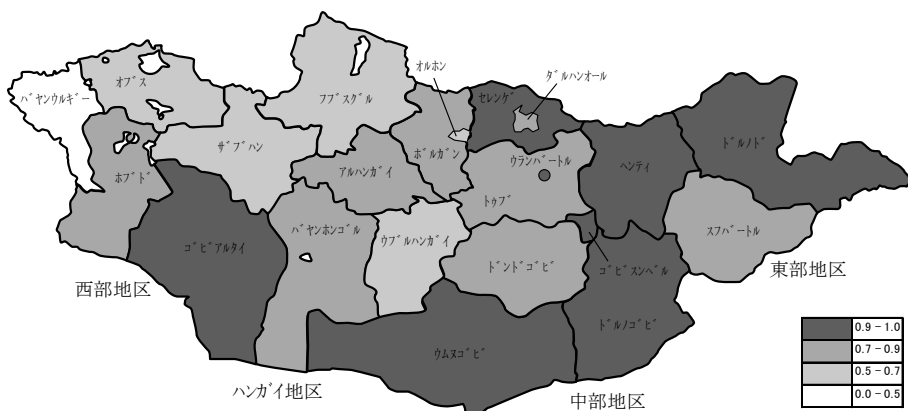 オルホン
ダルハンオール
オブス
フブスグル
セレンゲ
バヤンウルギー
ドルノド
ザブハン
ボルガン
ウランバートル
ヘンティ
アルハンガイ
ホブド
トゥブ
バヤンホンゴル
スフバートル
ゴビアルタイ
ウブルハンガイ
ドンドゴビ
ゴビスンベル
東部地区
西部地区
ドルノゴビ
0.9 - 1.0
ウムヌゴビ
0.7 - 0.9
0.5 - 0.7
ハンガイ地区
中部地区
0.0 - 0.5